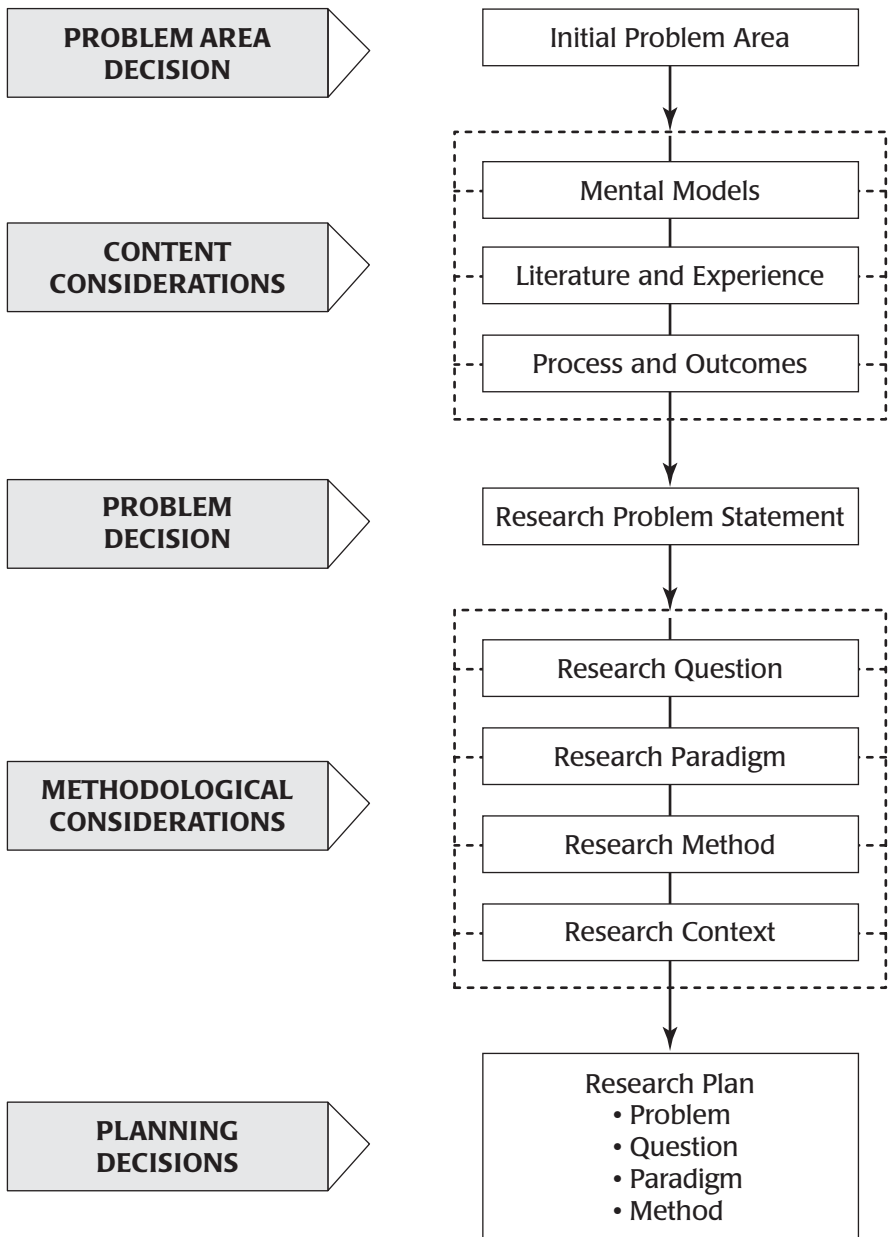 PROBLEM AREA
DECISION
Initial Problem Area
CONTENT
CONSIDERATIONS
Mental Models
Literature and Experience
Process and Outcomes
PROBLEM
DECISION
Research Problem Statement
METHODOLOGICAL
CONSIDERATIONS
Research Question
Research Paradigm
Research Method
Research Context
PLANNING
DECISIONS
Research Plan
• Problem
• Question
• Paradigm
• Method